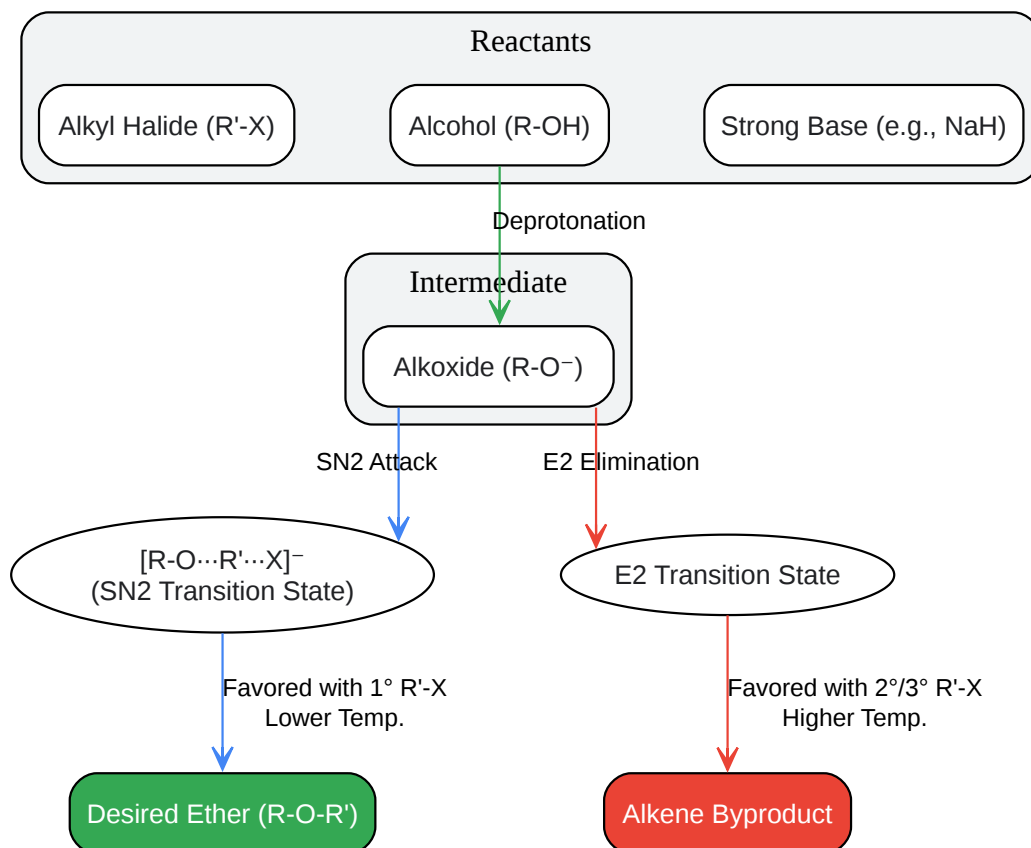 Reactants
Alkyl Halide (R'-X)
Alcohol (R-OH)
Strong Base (e.g., NaH)
Deprotonation
Intermediate
Alkoxide (R-O⁻)
SN2 Attack
E2 Elimination
[R-O···R'···X]⁻
(SN2 Transition State)
E2 Transition State
Favored with 1° R'-X
Lower Temp.
Favored with 2°/3° R'-X
Higher Temp.
Desired Ether (R-O-R')
Alkene Byproduct